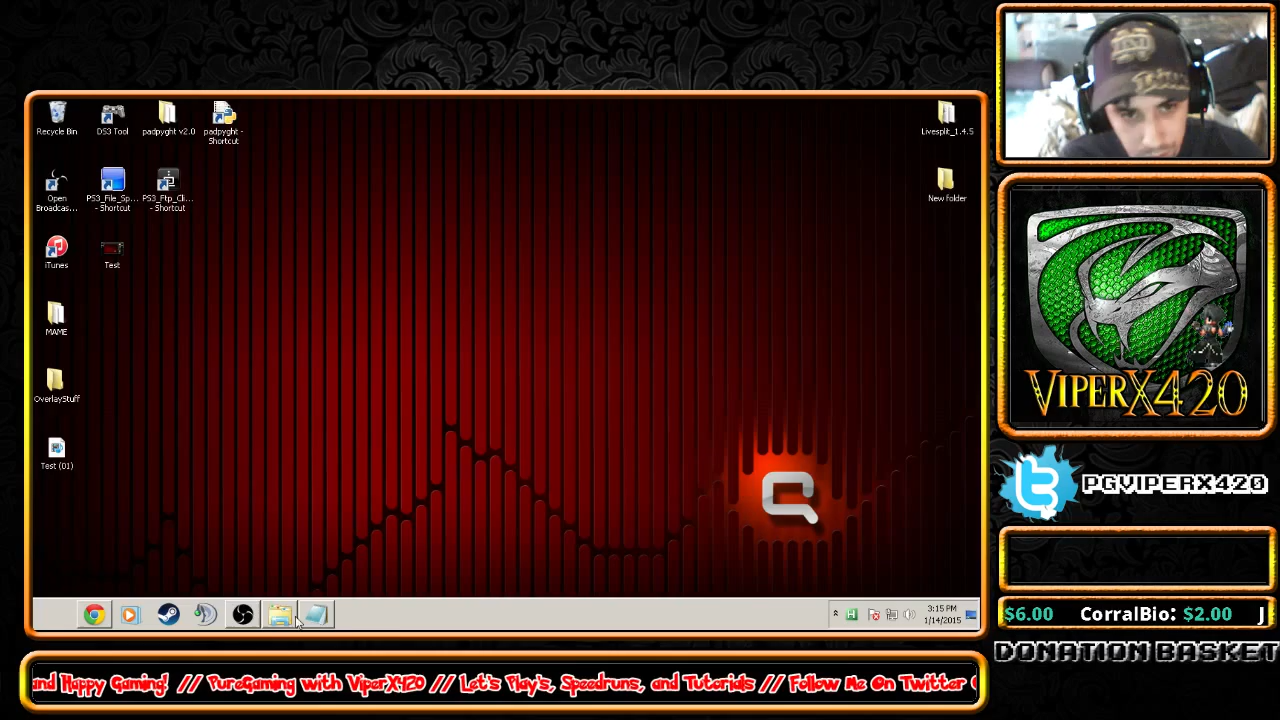 Recycle Bin
DS3 Tool
padpyght v2.0
padpyght -
Shortcut
Livesplit_1.4.5
Open
Broadcas...
PS3_File_Sp...
- Shortcut
PS3_Ftp_Cli...
- Shortcut
New folder
iTunes
Test
MAME
OverlayStuff
Test (01)
3:15 PM
1/14/2015
VIPERX420
PGVIPERX420
$6.00 CorralBio: $2.00 J
DONATION BASKET
and Happy Gaming! // PureGaming with ViperX420 // Let's Play's, Speedruns, and Tutorials // Follow Me On Twitter